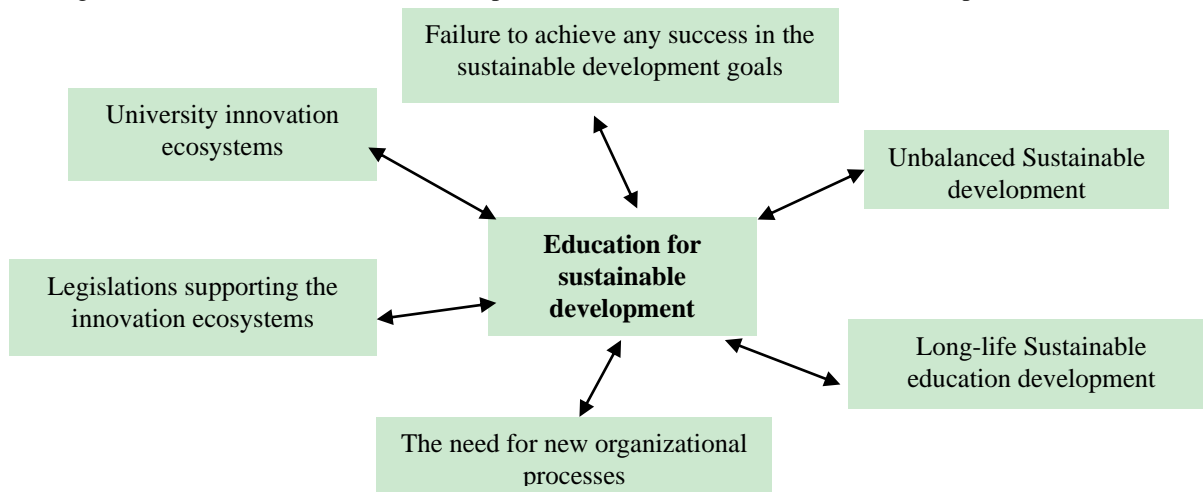 Failure to achieve any success in the
sustainable development goals
University innovation
ecosystems
Unbalanced Sustainable
development
Education for
sustainable
development
Legislations supporting the
innovation ecosystems
Long-life Sustainable
education development
The need for new organizational
processes